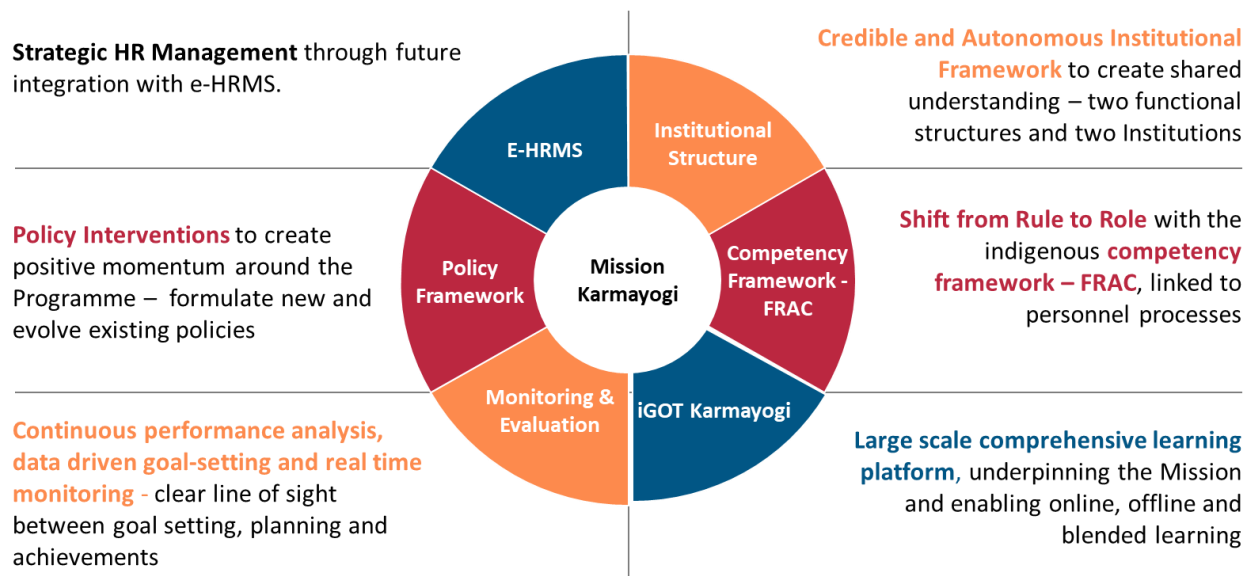 Strategic HR Management through future
integration with e-HRMS.
Credible and Autonomous Institutional
Framework to create shared
understanding – two functional
structures and two Institutions
E-HRMS
Institutional
Structure
Policy Interventions to create
positive momentum around the
Programme – formulate new and
evolve existing policies
Policy
Framework
Mission
Karmayogi
Competency
Framework -
FRAC
Shift from Rule to Role with the
indigenous competency
framework – FRAC, linked to
personnel processes
Monitoring &
Evaluation
iGOT Karmayogi
Continuous performance analysis,
data driven goal-setting and real time
monitoring - clear line of sight
between goal setting, planning and
achievements
Large scale comprehensive learning
platform, underpinning the Mission
and enabling online, offline and
blended learning